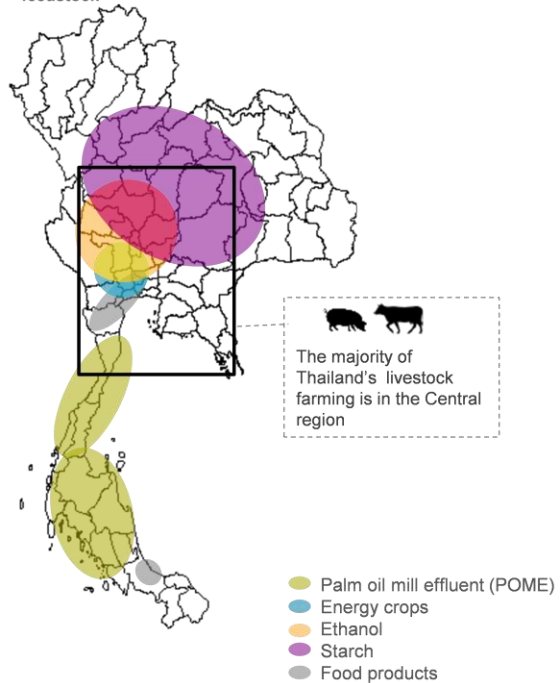 feedstock
The majority of
Thailand's livestock
farming is in the Central
region
Palm oil mill effluent (POME)
Energy crops
Ethanol
Starch
Food products